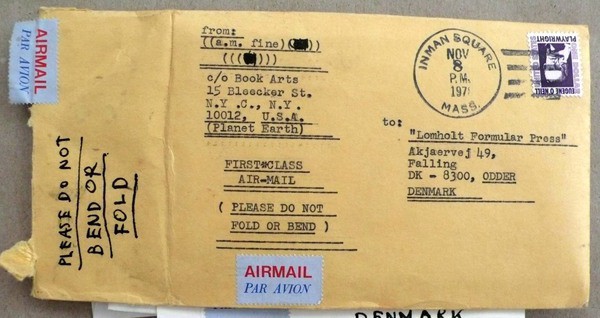 AIRMAIL
PAR AVION
PLEASE DO NOT
BEND OR
FOLD
from:
((a.m. fine)
c/o Book Arts
15 Bleecker St.
N.Y .C., N.Y.
10012, U.S.A.
(Planet Earth)
FIRST CLASS
AIR-MAIL
( PLEASE DO NOT
FOLD OR BEND )
AIRMAIL
PAR AVION
INMAN SQUARE
NOV
8
P.M.
MASS.
EUGENE O'NEILL
PLAYWRIGHT
to:
"Lomholt Formular Press"
Akjaervej 49,
Falling
DK - 8300, ODDER
DENMARK
DENMARK